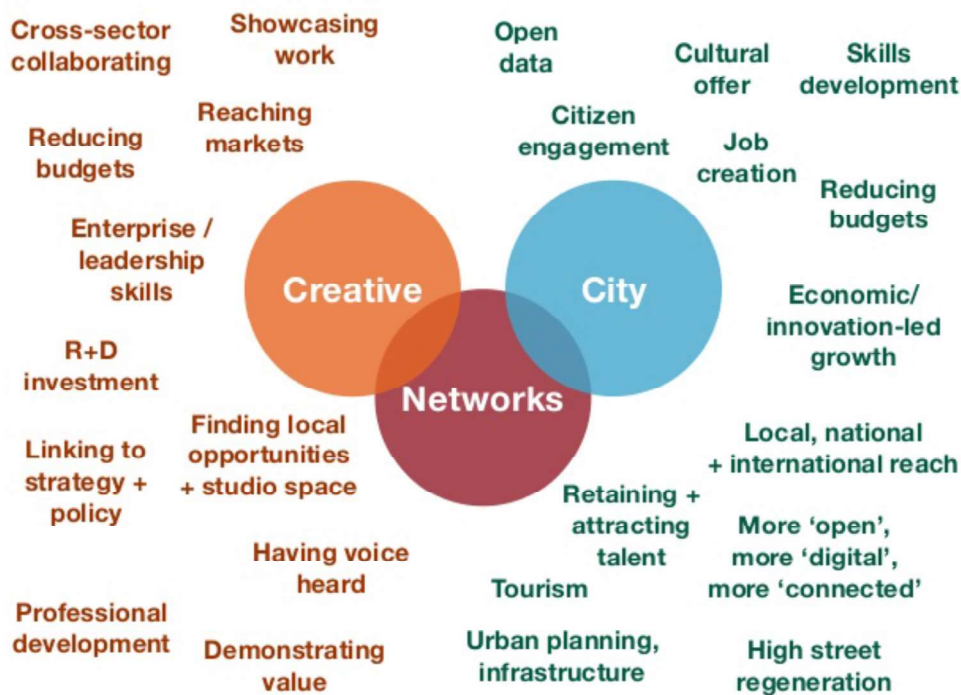 Cross-sector
collaborating
Showcasing
work
Reaching
markets
Reducing
budgets
Enterprise /
leadership
skills
R+D
investment
Linking to
strategy +
policy
Finding local
opportunities
+ studio space
Having voice
heard
Professional
development
Demonstrating
value
Creative
City
Networks
Open
data
Cultural
offer
Skills
development
Citizen
engagement
Job
creation
Reducing
budgets
Economic/
innovation-led
growth
Local, national
+ international reach
Retaining +
attracting
talent
More ‘open’,
more ‘digital’,
more ‘connected’
Tourism
Urban planning,
infrastructure
High street
regeneration